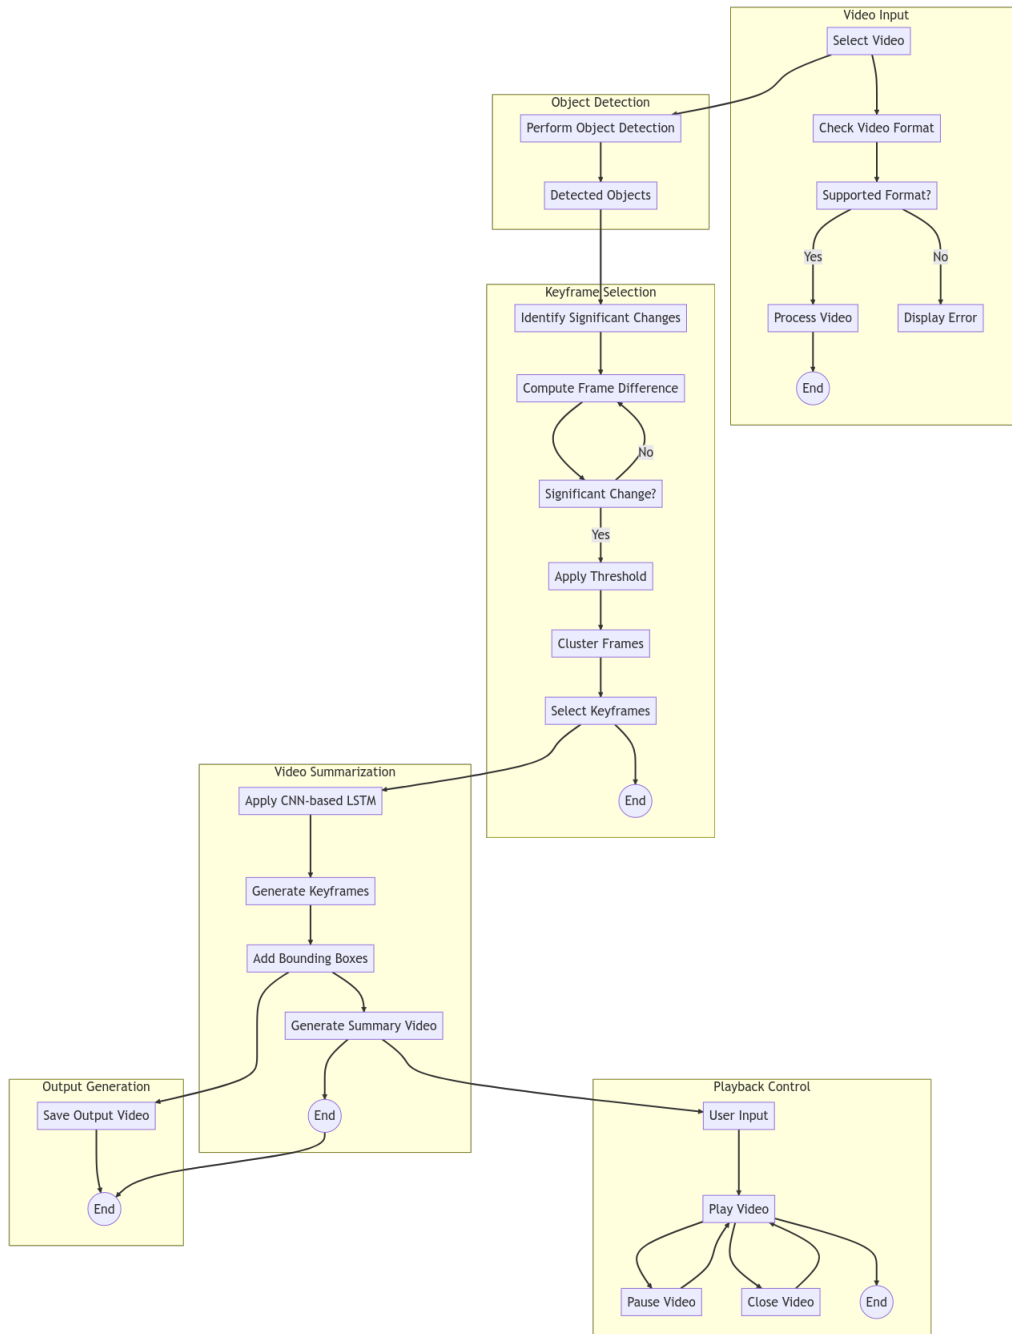 Video Input
Select Video
Object Detection
Perform Object Detection
Check Video Format
Detected Objects
Supported Format?
Yes
No
Keyframe Selection
Identify Significant Changes
Process Video
Display Error
Compute Frame Difference
End
No
Significant Change?
Yes
Apply Threshold
Cluster Frames
Select Keyframes
Video Summarization
Apply CNN-based LSTM
End
Generate Keyframes
Add Bounding Boxes
Generate Summary Video
Output Generation
Playback Control
Save Output Video
End
User Input
End
Play Video
Pause Video
Close Video
End